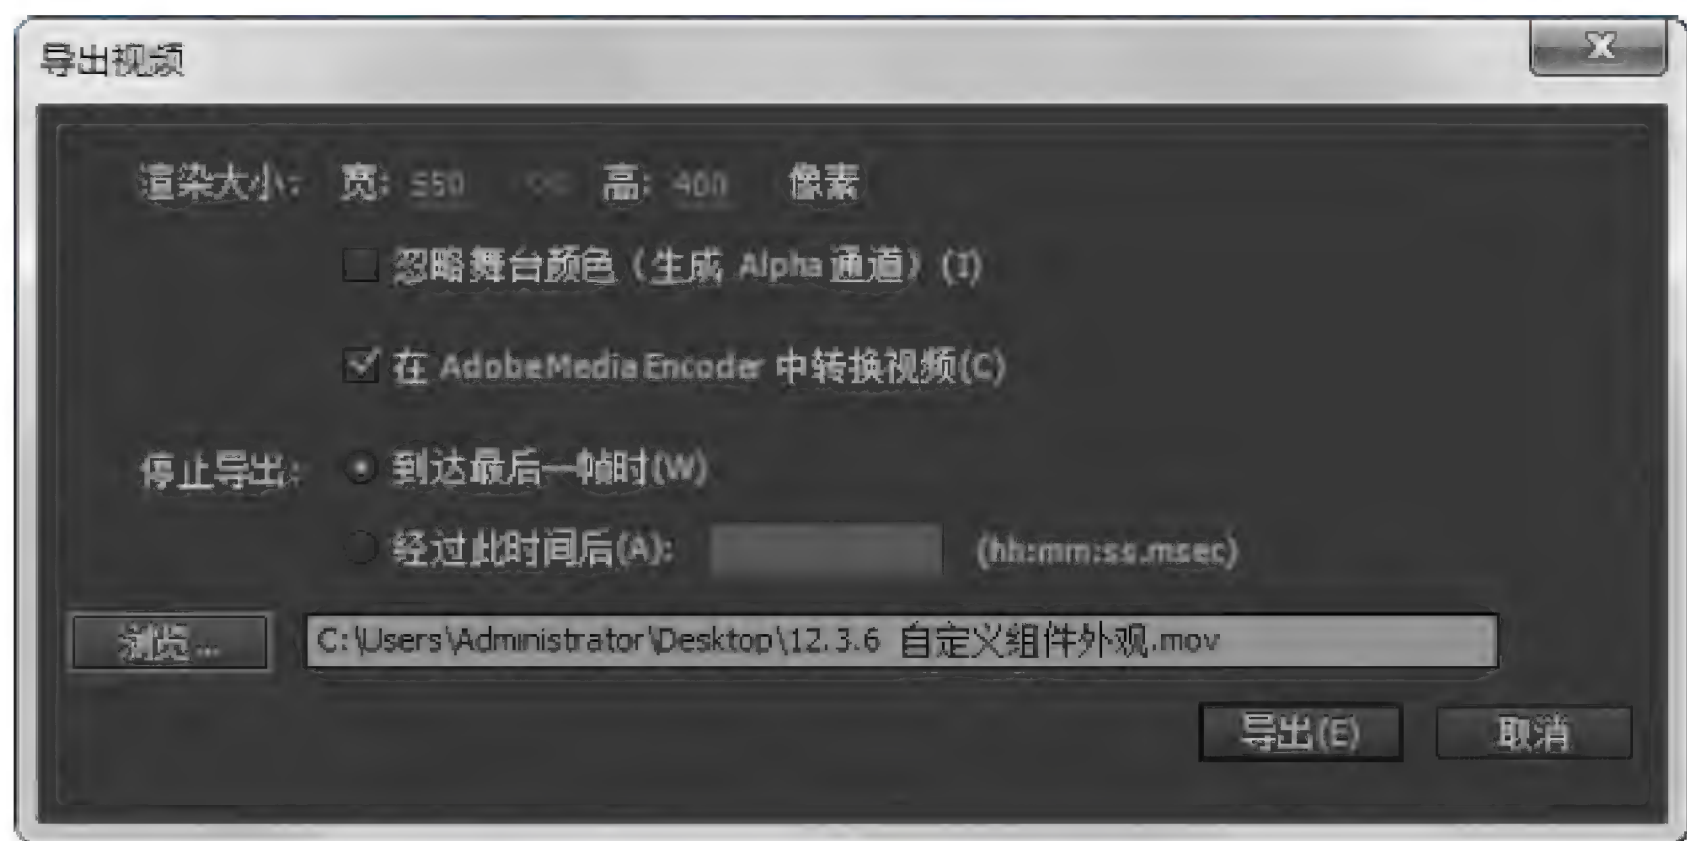 导出视频
渲染大小: 宽: 550 高: 400 像素
忽略舞台颜色(生成 Alpha 通道) (I)
在 AdobeMedia Encoder 中转换视频(C)
停止导出: 到达最后一帧时(W)
经过此时间后(A): (hh:mm:ss.msec)
浏览... C:\Users\Administrator\Desktop\12.3.6 自定义组件外观.mov
导出(E) 取消